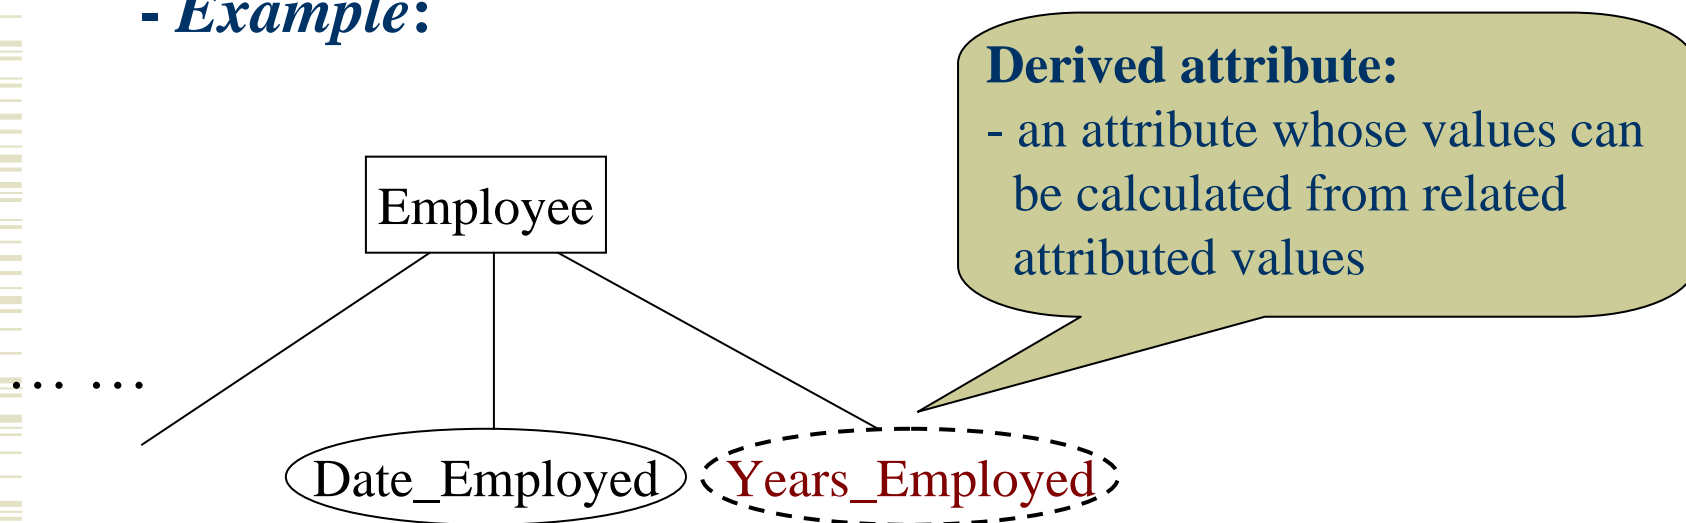 - Example:
Derived attribute:
- an attribute whose values can
be calculated from related
attributed values
Employee
… …
Date_Employed
Years_Employed